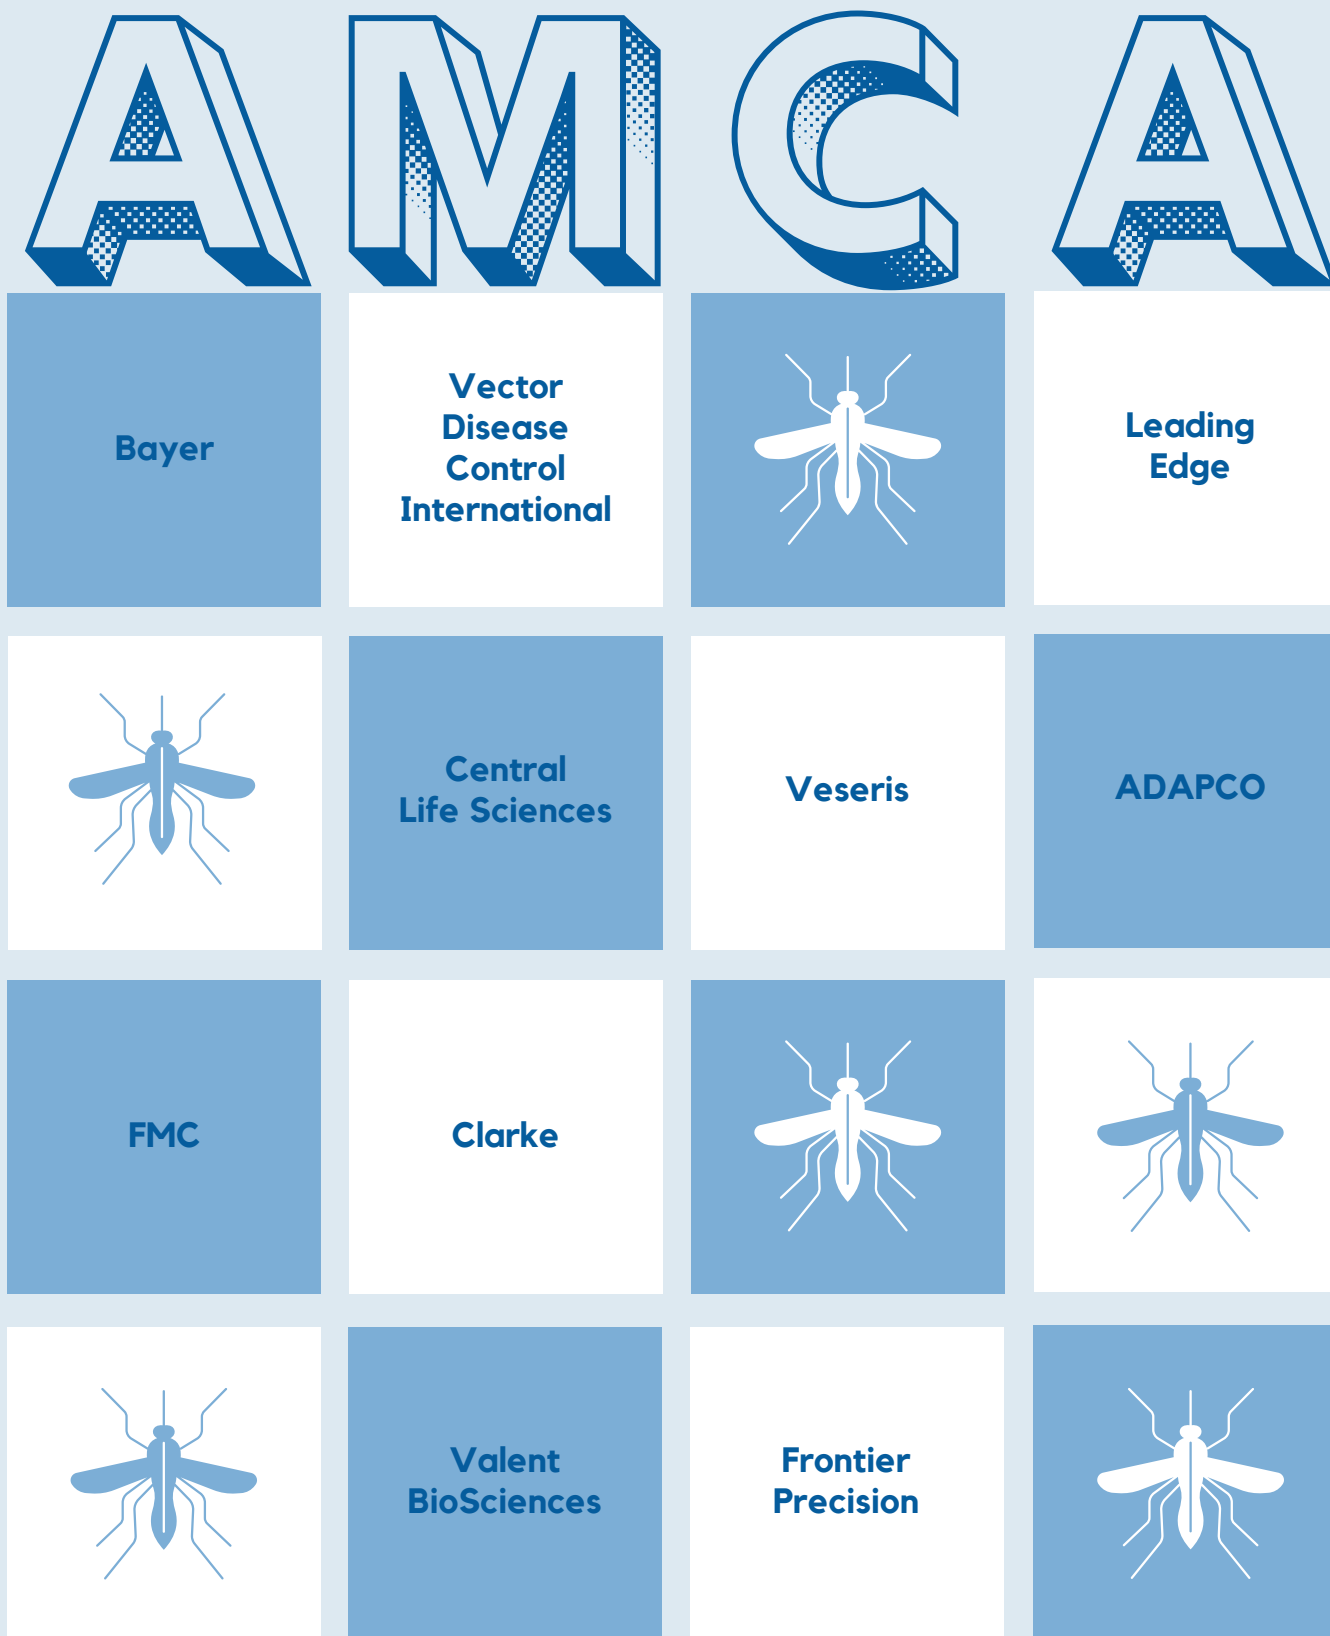 AMCA
Bayer
Vector
Disease
Control
International
Leading
Edge
Central
Life Sciences
Veseris
ADAPCO
FMC
Clarke
Valent
BioSciences
Frontier
Precision